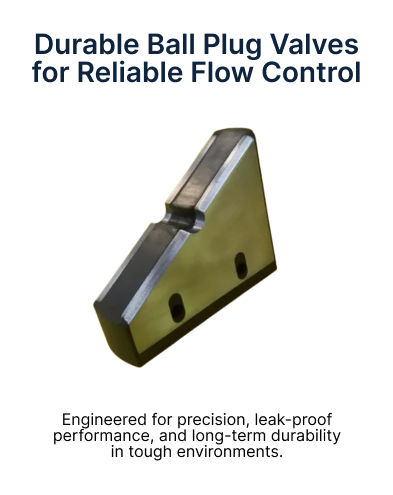 Durable Ball Plug Valves
for Reliable Flow Control
Engineered for precision, leak-proof
performance, and long-term durability
in tough environments.